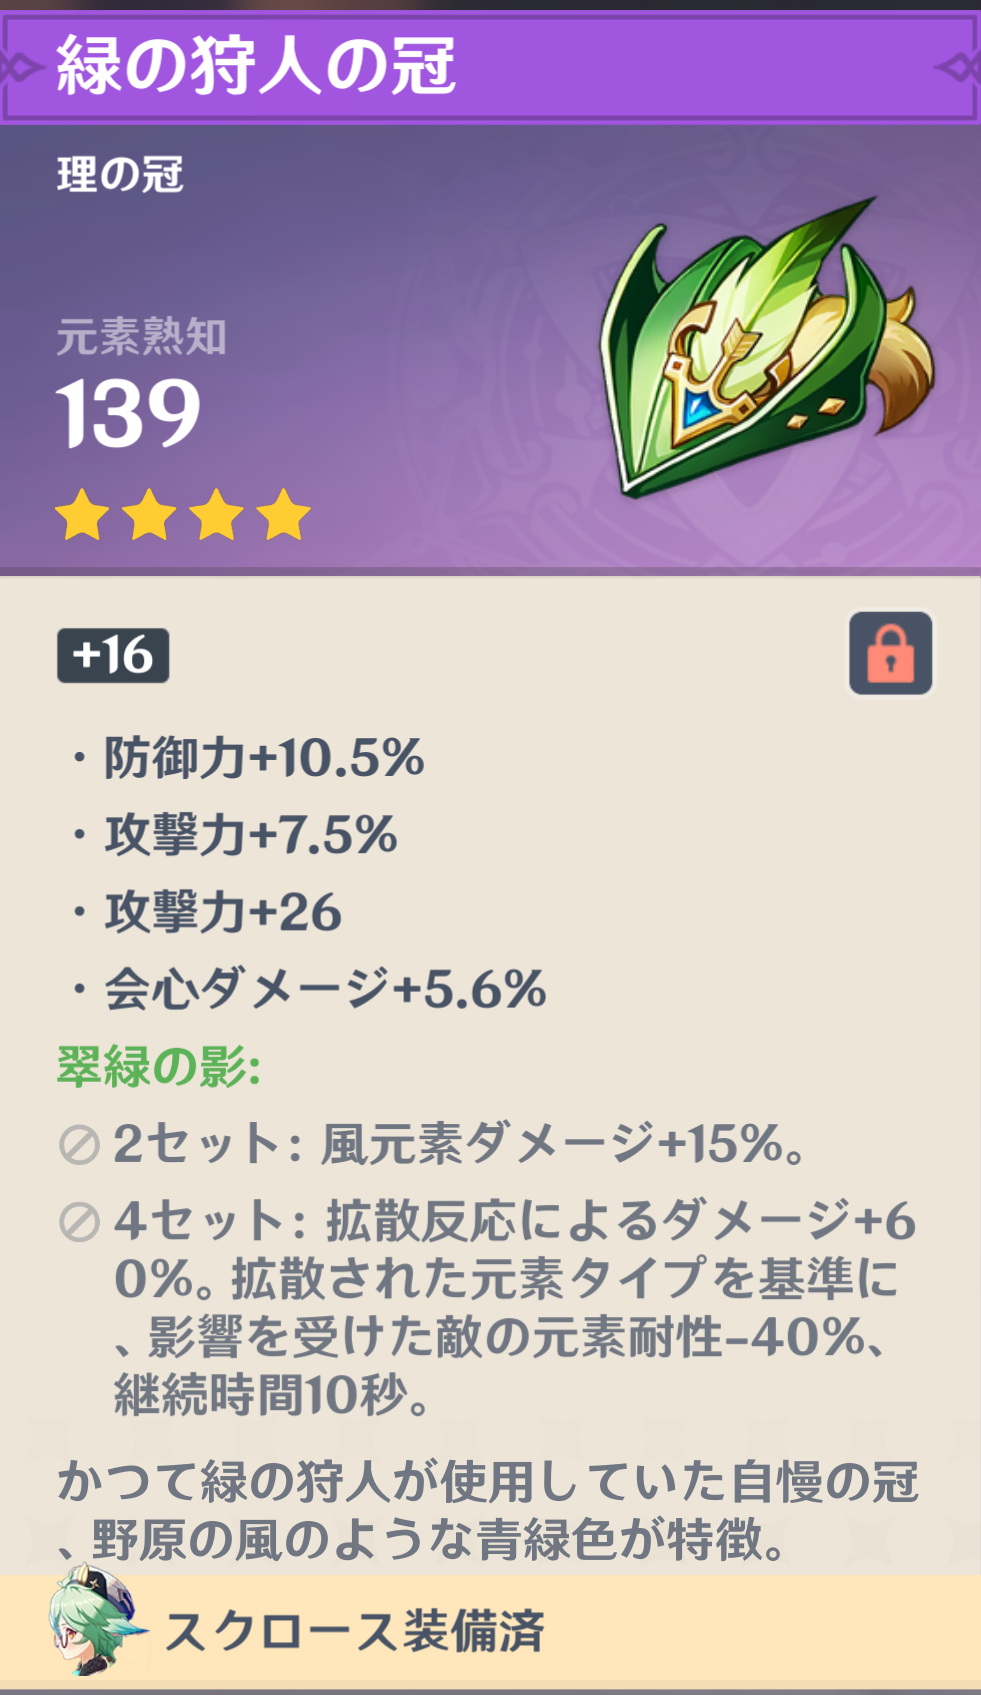 緑の狩人の冠
理の冠
元素熟知
139
+16
・防御力+10.5%
・攻撃力+7.5%
・攻撃力+26
・会心ダメージ+5.6%
翠緑の影:
2セット: 風元素ダメージ+15%。
4セット: 拡散反応によるダメージ+6
0%。拡散された元素タイプを基準に
、影響を受けた敵の元素耐性-40%、
継続時間10秒。
かつて緑の狩人が使用していた自慢の冠
、野原の風のような青緑色が特徴。
スクロース装備済